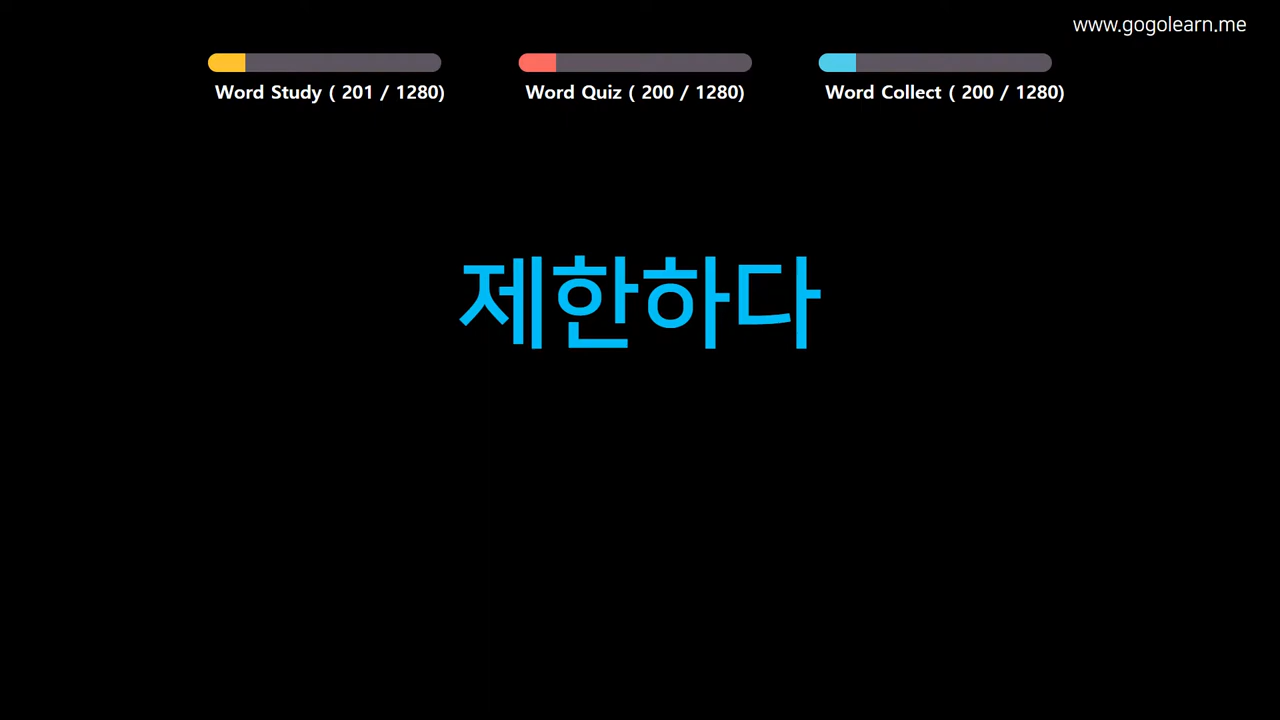 www.gogolearn.me
Word Study ( 201 / 1280)
Word Quiz ( 200 / 1280)
Word Collect ( 200 / 1280)
제한하다